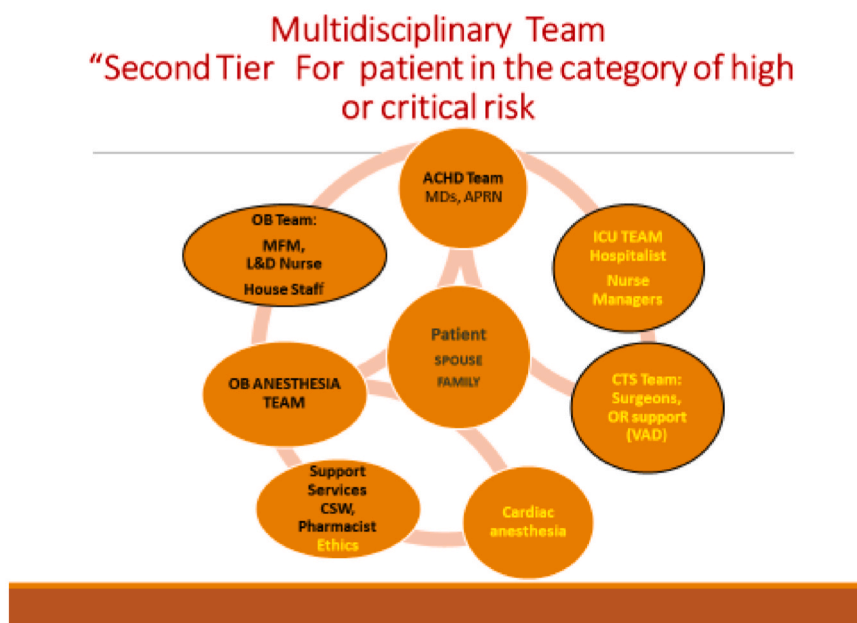 Multidisciplinary Team
“Second Tier For patient in the category of high
or critical risk
ACHD Team
MDs, APRN
OB Team:
MFM,
L&D Nurse
House Staff
ICU TEAM
Hospitalist
Nurse
Managers
Patient
SPOUSE
FAMILY
OB ANESTHESIA
TEAM
CTS Team:
Surgeons,
OR support
(VAD)
Support
Services
CSW,
Pharmacist
Ethics
Cardiac
anesthesia